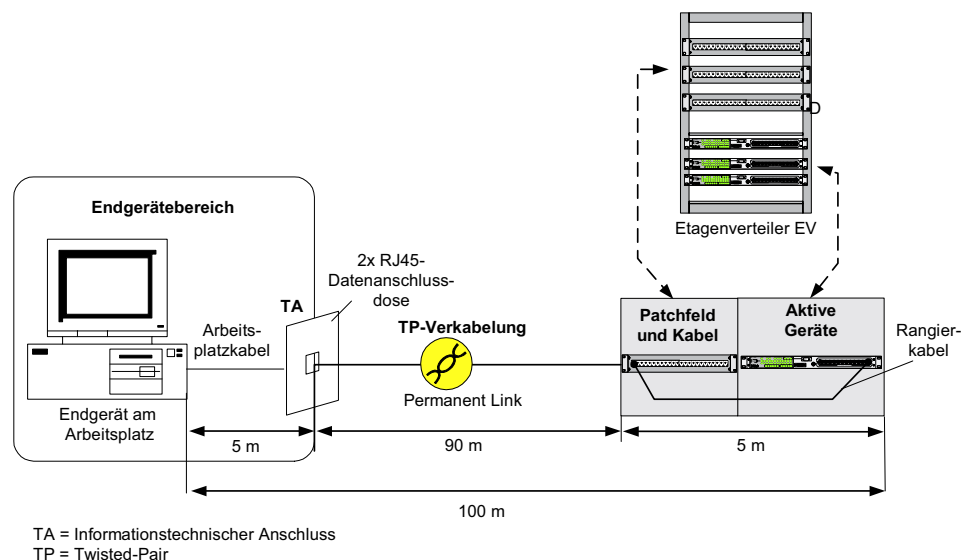 D
Etagenverteiler EV
Endgerätebereich
2x RJ45-
Datenanschluss-
dose
TA
Arbeits-
platzkabel
TP-Verkabelung
Permanent Link
Patchfeld
und Kabel
Aktive
Geräte
Rangier-
kabel
Endgerät am
Arbeitsplatz
5 m
90 m
5 m
100 m
TA = Informationstechnischer Anschluss
TP = Twisted-Pair